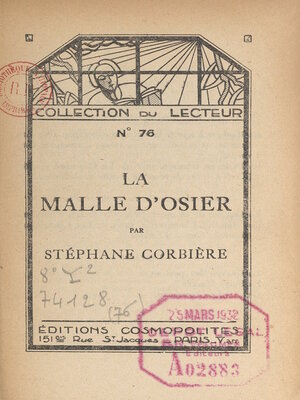 COLLECTION DU LECTEUR
N° 76
LA
MALLE D'OSIER
PAR
STÉPHANE CORBIÈRE
8° Y²
74128 (76)
25 MARS 1932
A02883
ÉDITIONS COSMOPOLITES
Rue St Jacques PARIS V